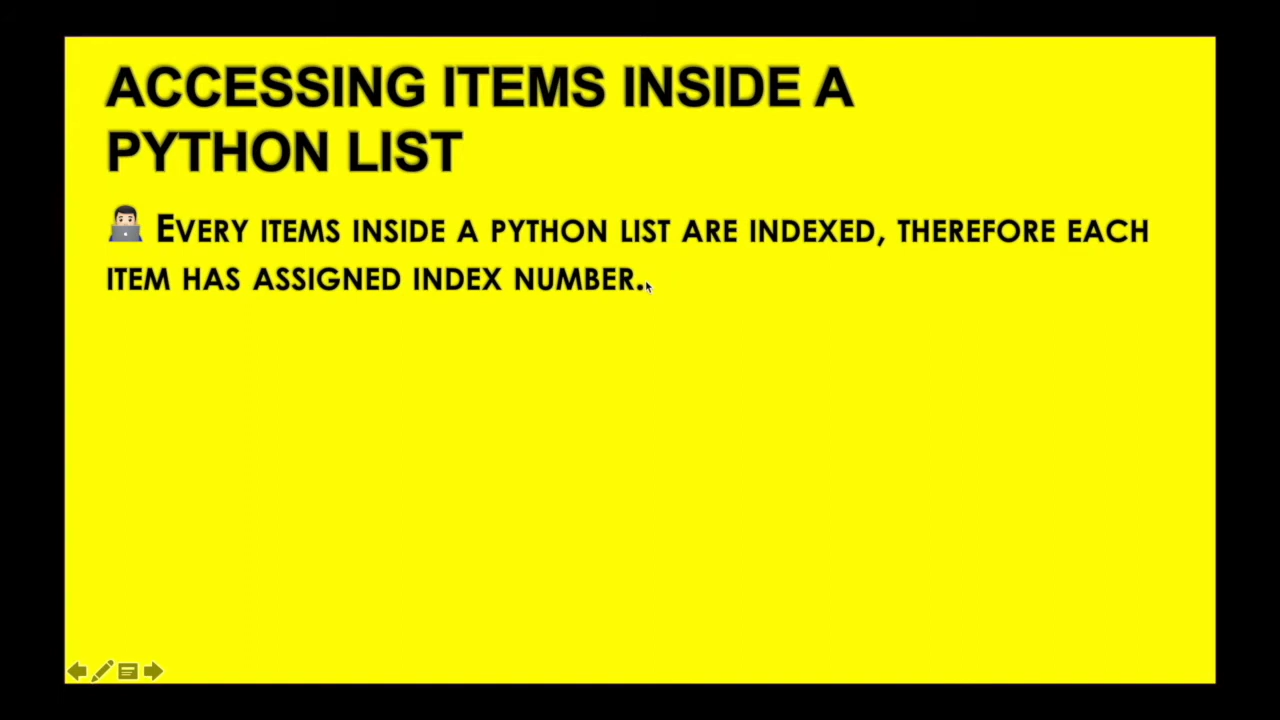 ACCESSING ITEMS INSIDE A
PYTHON LIST
EVERY ITEMS INSIDE A PYTHON LIST ARE INDEXED, THEREFORE EACH
ITEM HAS ASSIGNED INDEX NUMBER.